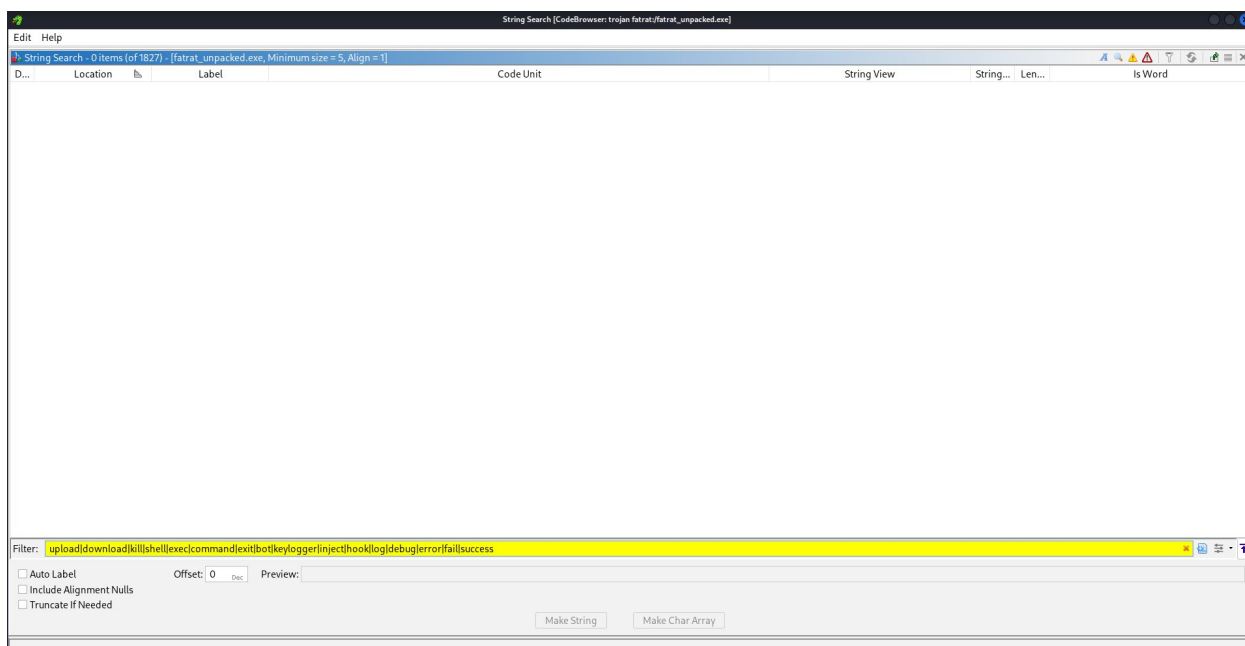 String Search [CodeBrowser: trojan fatrat:/fatrat_unpacked.exe]
Edit Help
String Search - 0 items (of 1827) - [fatrat_unpacked.exe, Minimum size = 5, Align = 1]
D... Location Label Code Unit String View String... Len... Is Word
Filter: upload|download|kill|shell|exec|command|exit|bot|keylogger|inject|hook|log|debug|error|fail|success
Auto Label Offset: 0 Dec Preview:
Include Alignment Nulls
Truncate If Needed
Make String Make Char Array